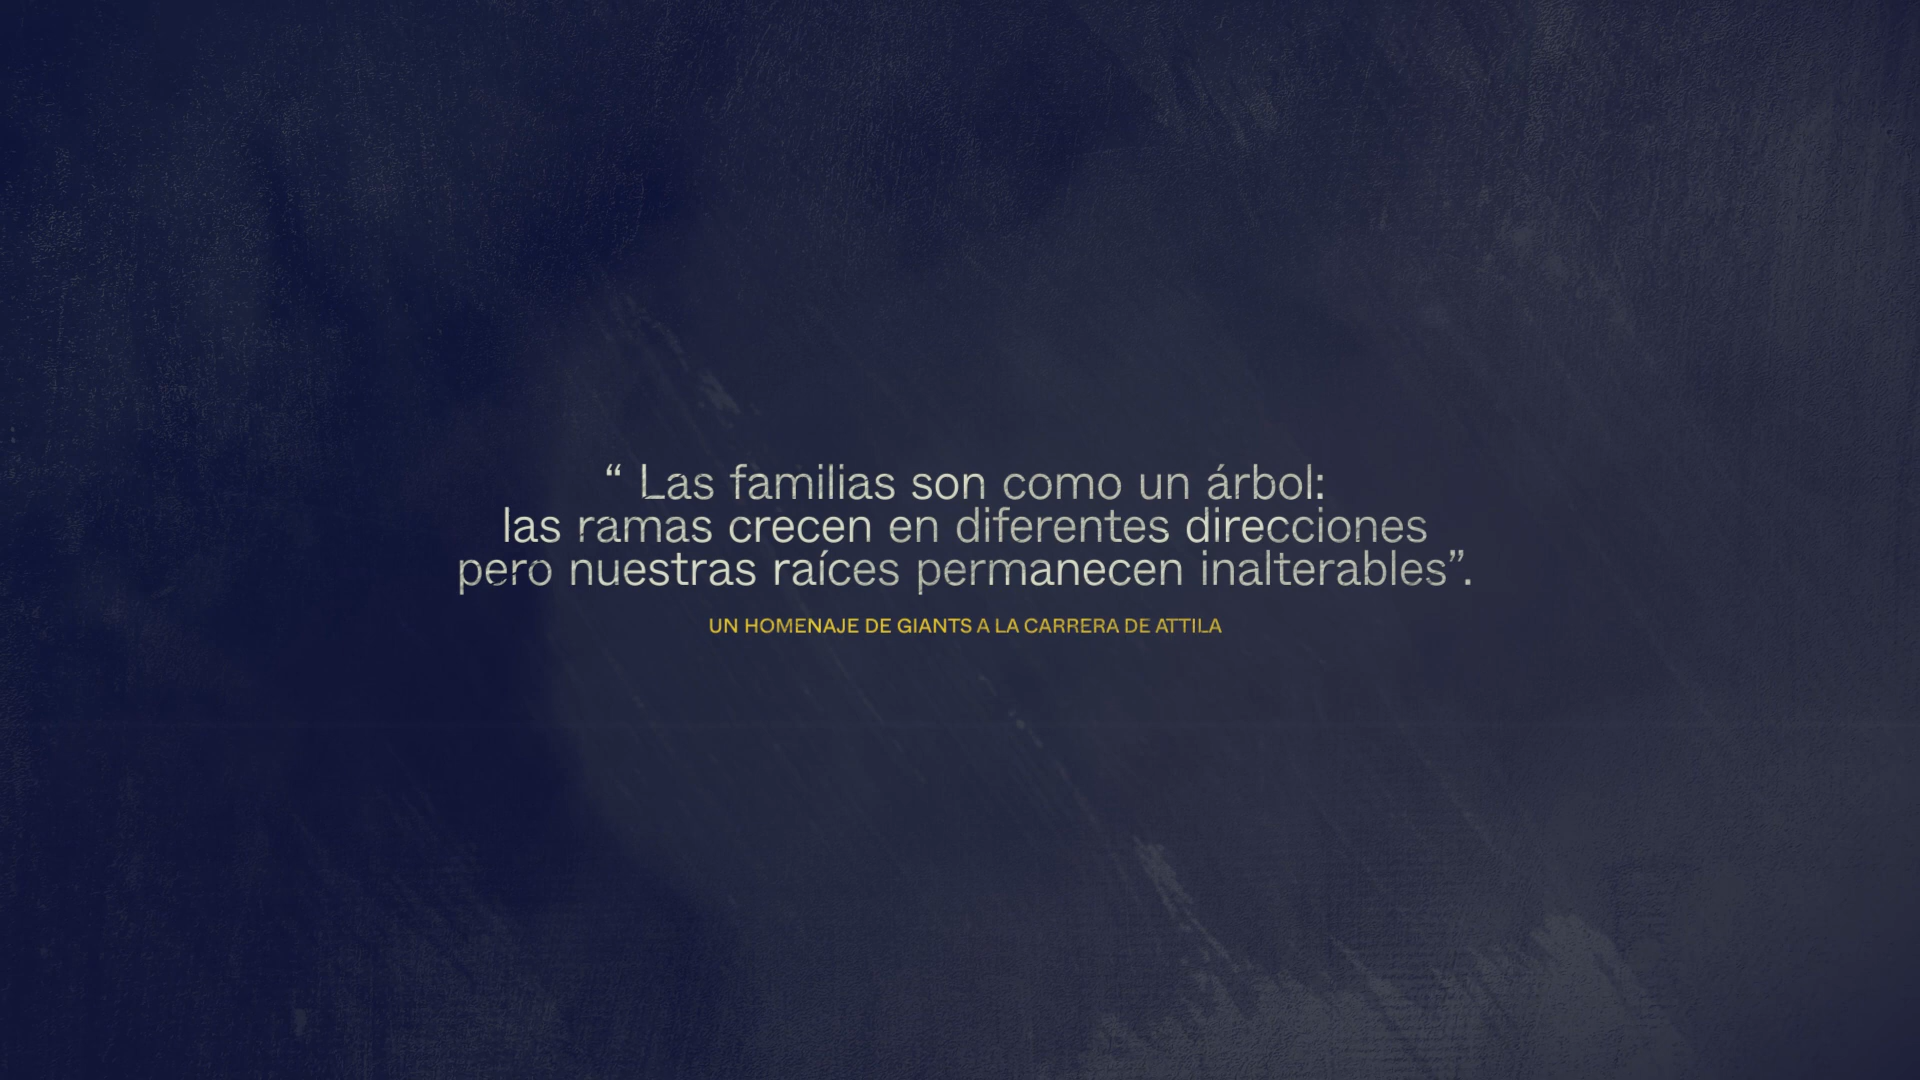 “ Las familias son como un árbol:
las ramas crecen en diferentes direcciones
pero nuestras raíces permanecen inalterables”.
UN HOMENAJE DE GIANTS A LA CARRERA DE ATTILA